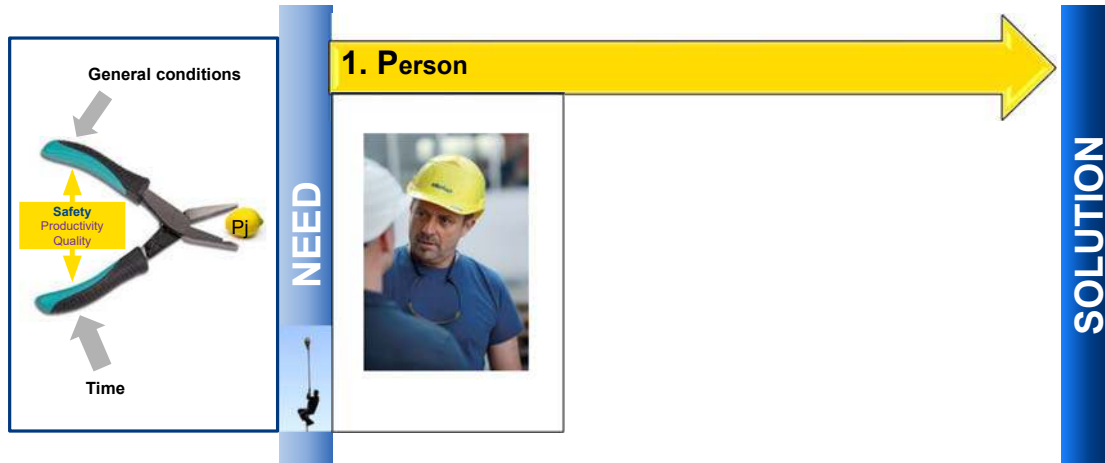 General conditions
Safety
Productivity
Quality
Pj
Time
NEED
1. Person
SOLUTION